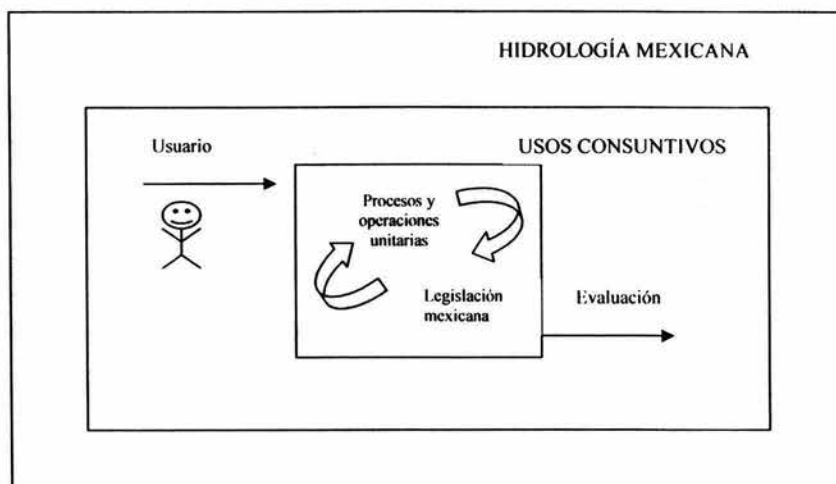 HIDROLOGÍA MEXICANA
Usuario
USOS CONSUNTIVOS
Procesos y
operaciones
unitarias
Legislación
mexicana
Evaluación